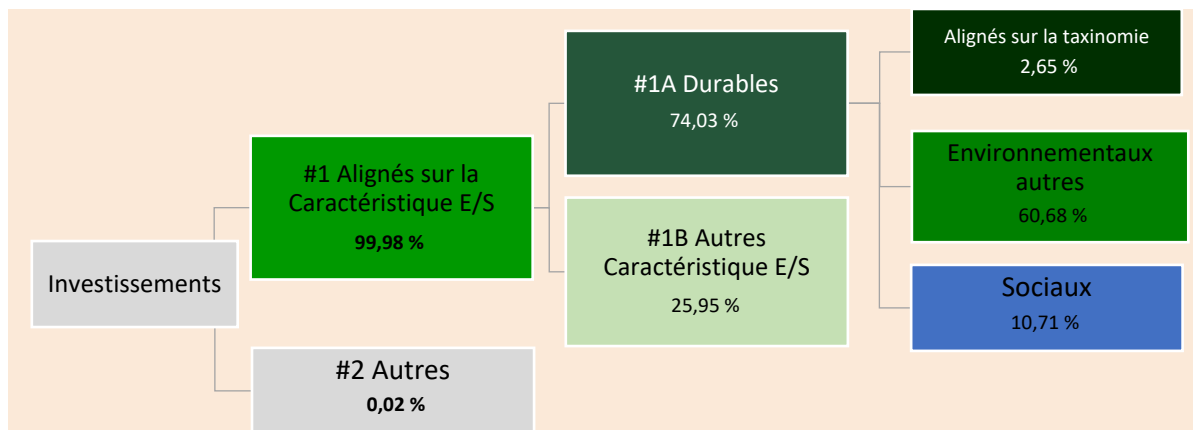 Investissements
#1 Alignés sur la
Caractéristique E/S
99,98 %
#2 Autres
0,02 %
#1A Durables
74,03 %
#1B Autres
Caractéristique E/S
25,95 %
Alignés sur la taxinomie
2,65 %
Environnementaux
autres
60,68 %
Sociaux
10,71 %